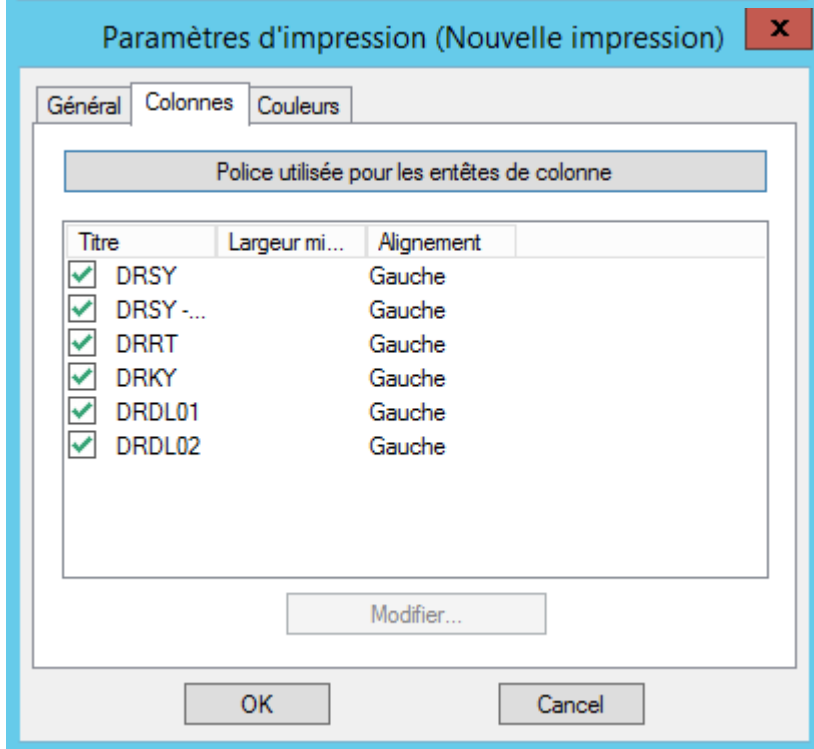 Paramètres d'impression (Nouvelle impression)
x
Général Colonnes Couleurs
Police utilisée pour les entêtes de colonne
Titre Largeur mi... Alignement
DRSY Gauche
DRSY -... Gauche
DRRT Gauche
DRKY Gauche
DRDL01 Gauche
DRDL02 Gauche
Modifier...
OK Cancel